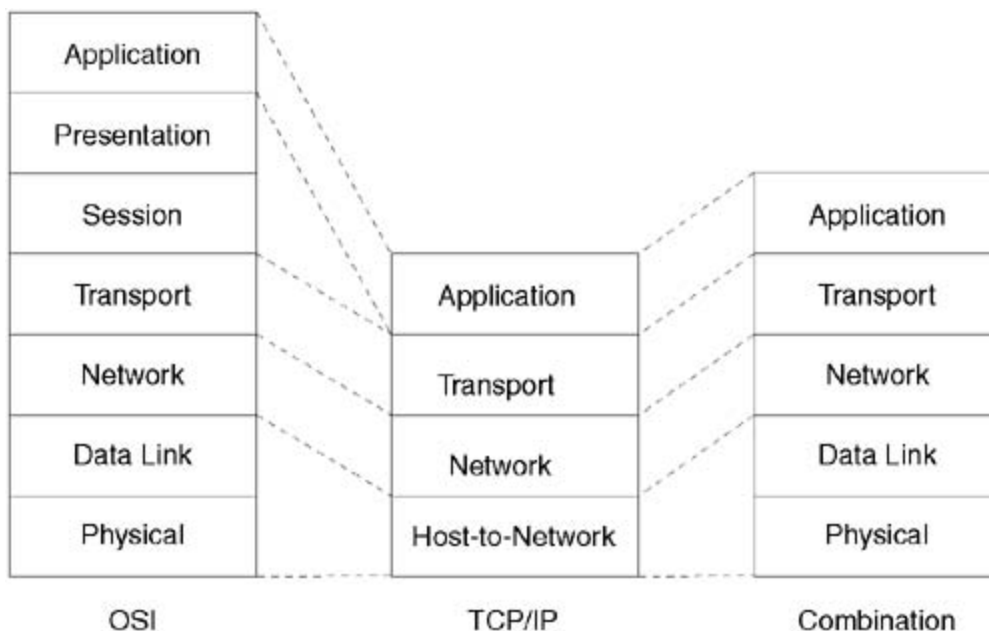 Application
Presentation
Session
Transport
Network
Data Link
Physical
OSI
Application
Transport
Network
Host-to-Network
TCP/IP
Application
Transport
Network
Data Link
Physical
Combination